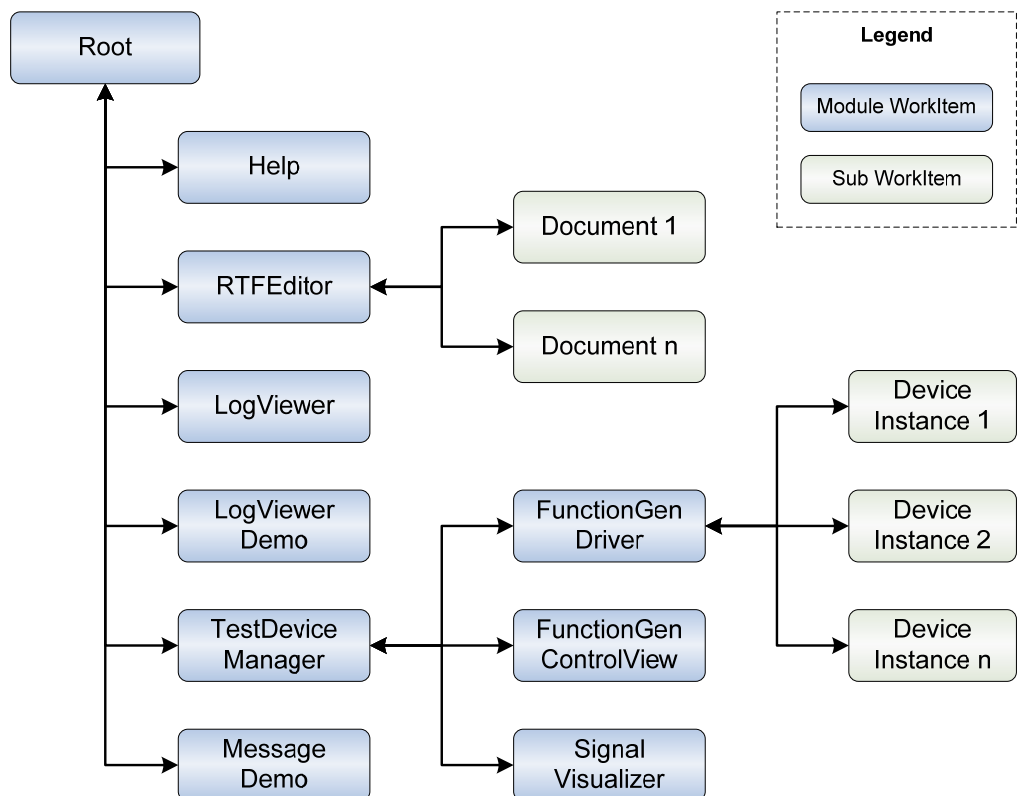 Root
Legend
Module WorkItem
Sub WorkItem
Help
Document 1
RTFEditor
Document n
LogViewer
Device
Instance 1
LogViewer
Demo
FunctionGen
Driver
Device
Instance 2
TestDevice
Manager
FunctionGen
ControlView
Device
Instance n
Message
Demo
Signal
Visualizer